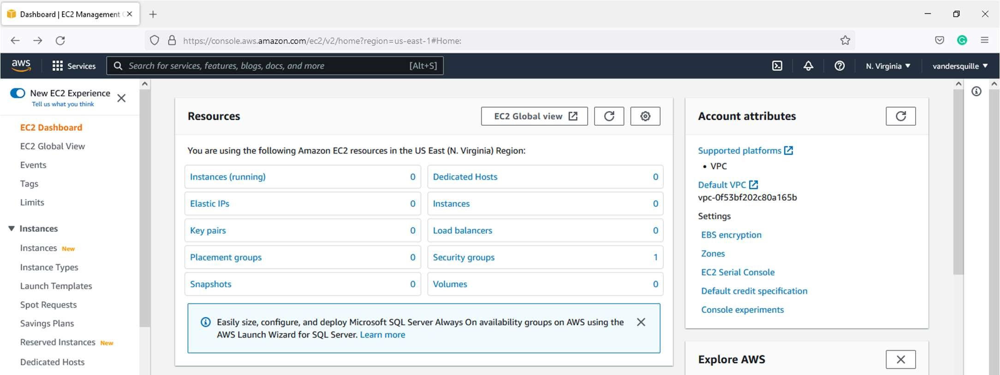 Dashboard | EC2 Management
https://console.aws.amazon.com/ec2/v2/home?region=us-east-1#Home:
aws
Services
Search for services, features, blogs, docs, and more
[Alt+S]
N. Virginia
vandersquille
New EC2 Experience
Tell us what you think
EC2 Dashboard
EC2 Global View
Events
Tags
Limits
Instances
Instances New
Instance Types
Launch Templates
Spot Requests
Savings Plans
Reserved Instances New
Dedicated Hosts
Resources
EC2 Global view
You are using the following Amazon EC2 resources in the US East (N. Virginia) Region:
Instances (running) 0
Dedicated Hosts 0
Elastic IPs 0
Instances 0
Key pairs 0
Load balancers 0
Placement groups 0
Security groups 1
Snapshots 0
Volumes 0
Easily size, configure, and deploy Microsoft SQL Server Always On availability groups on AWS using the
AWS Launch Wizard for SQL Server. Learn more
Account attributes
Supported platforms
• VPC
Default VPC
vpc-0f53bf202c80a165b
Settings
EBS encryption
Zones
EC2 Serial Console
Default credit specification
Console experiments
Explore AWS